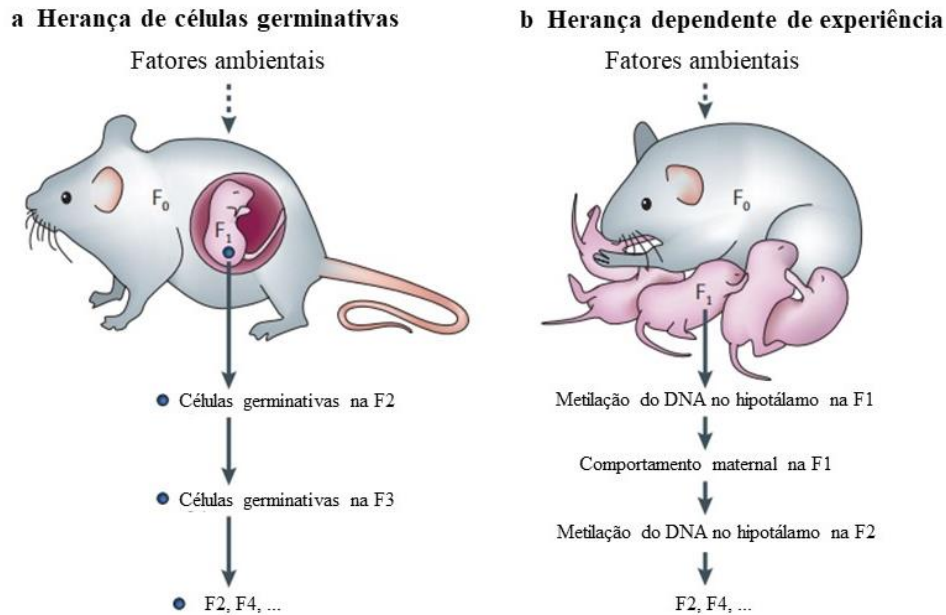 a Herança de células germinativas
Fatores ambientais
F0
F1
Células germinativas na F2
Células germinativas na F3
F2, F4, ...
b Herança dependente de experiência
Fatores ambientais
F0
F1
Metilação do DNA no hipotálamo na F1
Comportamento maternal na F1
Metilação do DNA no hipotálamo na F2
F2, F4, ...